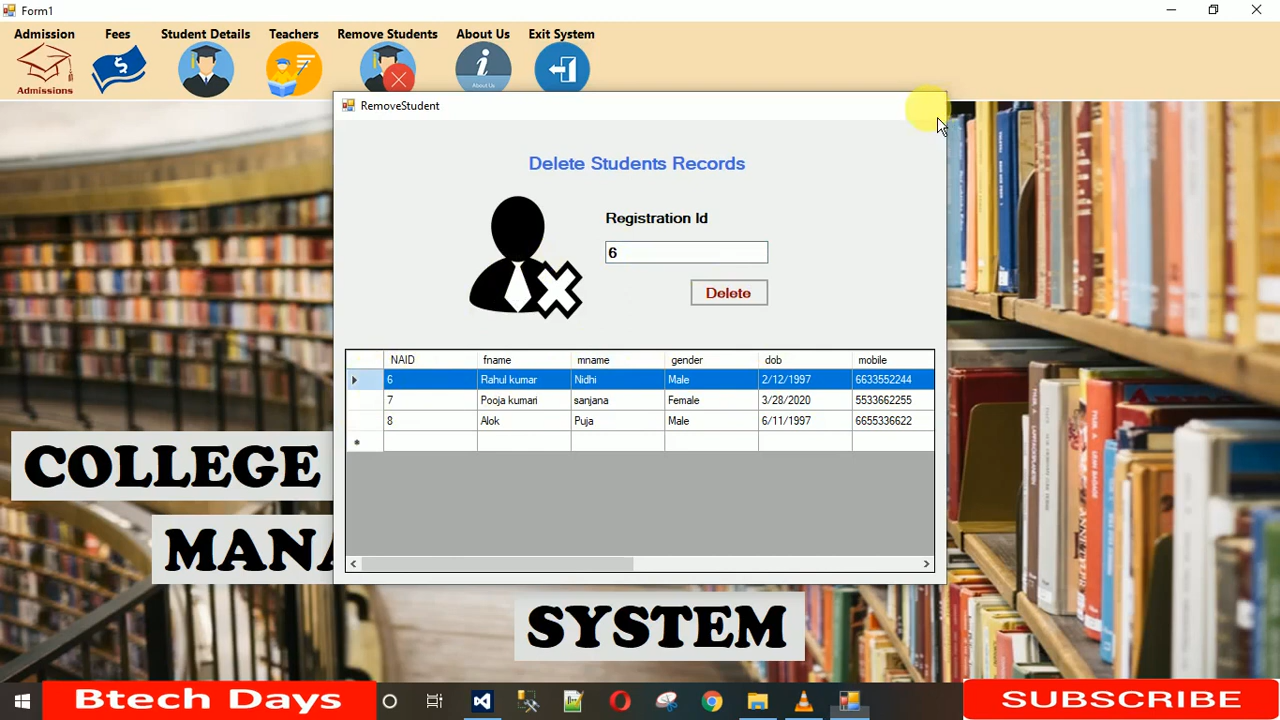 Form1
Admission Fees Student Details Teachers Remove Students About Us Exit System
Admissions
About Us
RemoveStudent
Delete Students Records
Registration Id
6
Delete
NAID fname mname gender dob mobile
6 Rahul kumar Nidhi Male 2/12/1997 6633552244
7 Pooja kumari sanjana Female 3/28/2020 5533662255
8 Alok Puja Male 6/11/1997 6655336622
COLLEGE
MANA
SYSTEM
Btech Days
SUBSCRIBE